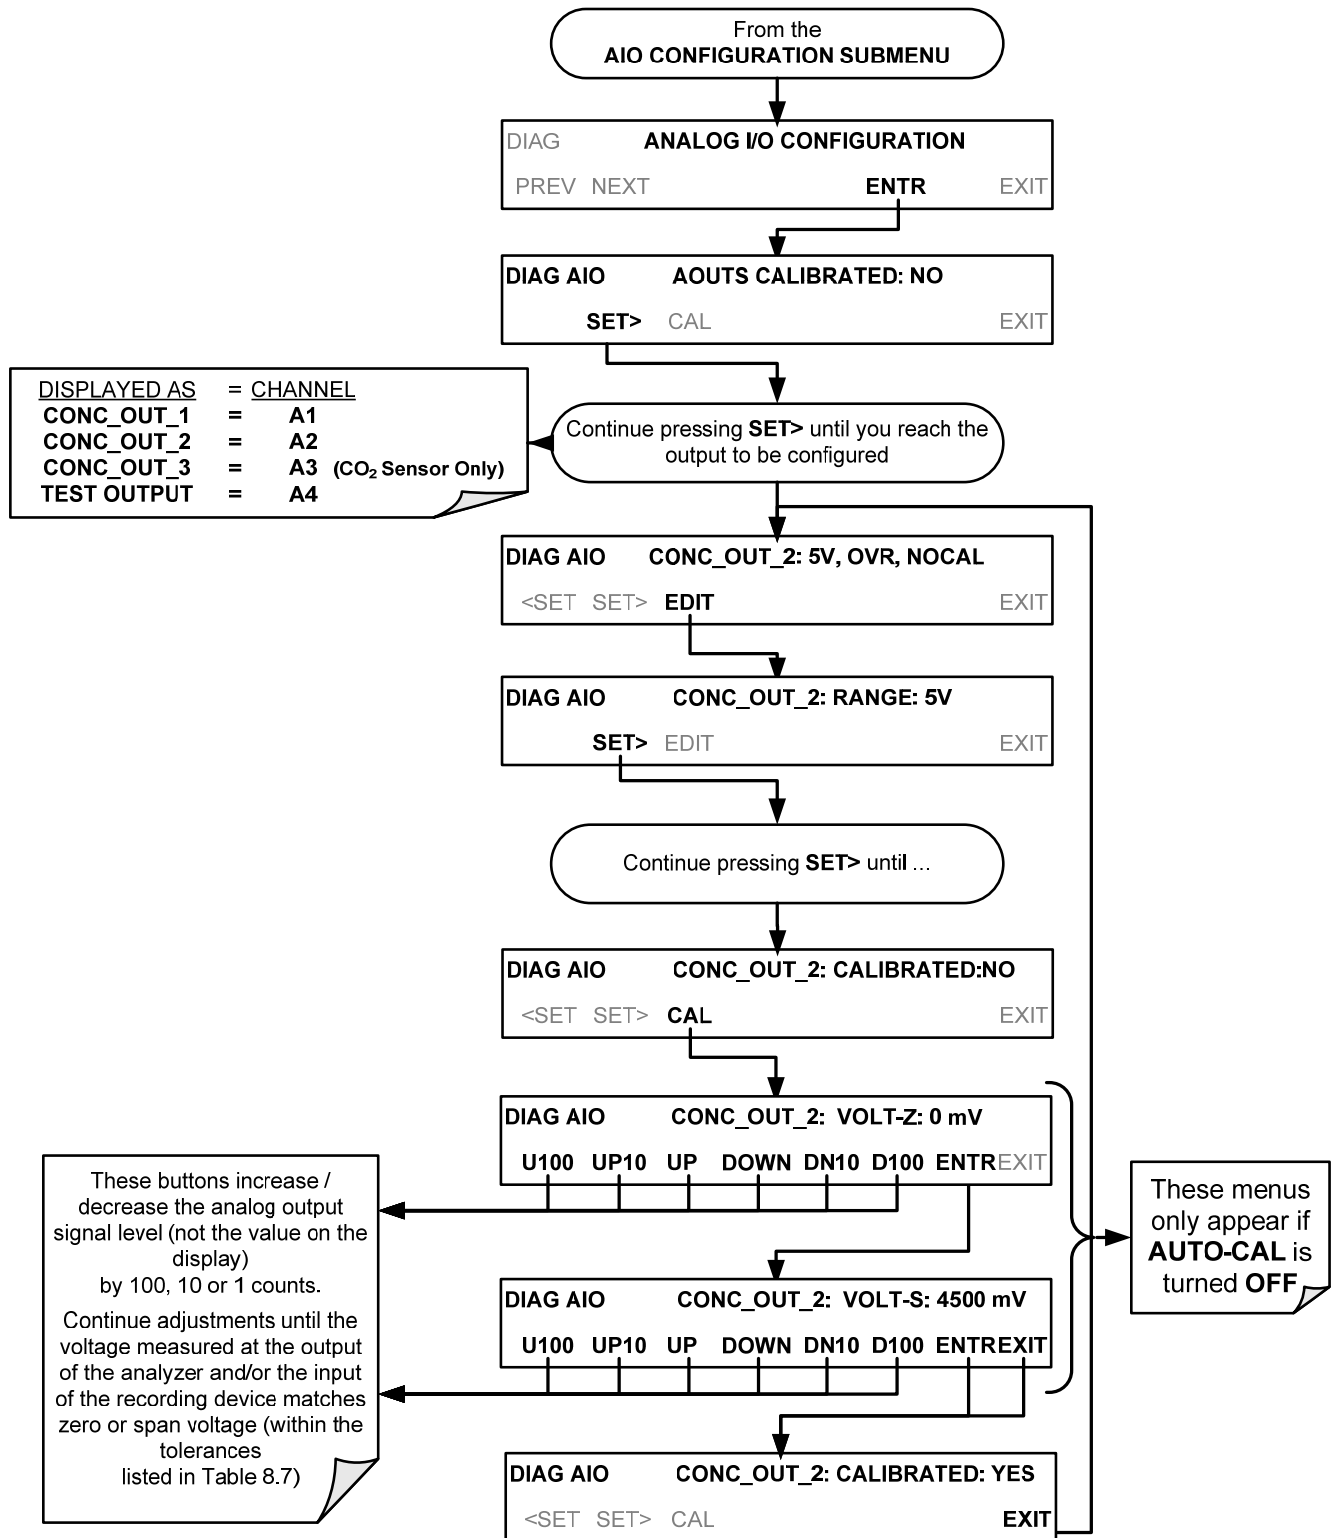 From the
AIO CONFIGURATION SUBMENU
DIAG ANALOG I/O CONFIGURATION
PREV NEXT ENTR EXIT
DIAG AIO AOUTS CALIBRATED: NO
SET> CAL EXIT
DISPLAYED AS = CHANNEL
CONC_OUT_1 = A1
CONC_OUT_2 = A2
CONC_OUT_3 = A3 (CO₂ Sensor Only)
TEST OUTPUT = A4
Continue pressing SET> until you reach the
output to be configured
DIAG AIO CONC_OUT_2: 5V, OVR, NOCAL
<SET SET> EDIT EXIT
DIAG AIO CONC_OUT_2: RANGE: 5V
SET> EDIT EXIT
Continue pressing SET> until ...
DIAG AIO CONC_OUT_2: CALIBRATED:NO
<SET SET> CAL EXIT
DIAG AIO CONC_OUT_2: VOLT-Z: 0 mV
U100 UP10 UP DOWN DN10 D100 ENTR EXIT
These buttons increase /
decrease the analog output
signal level (not the value on the
display)
by 100, 10 or 1 counts.
Continue adjustments until the
voltage measured at the output
of the analyzer and/or the input
of the recording device matches
zero or span voltage (within the
tolerances
listed in Table 8.7)
These menus
only appear if
AUTO-CAL is
turned OFF
DIAG AIO CONC_OUT_2: VOLT-S: 4500 mV
U100 UP10 UP DOWN DN10 D100 ENTR EXIT
DIAG AIO CONC_OUT_2: CALIBRATED: YES
<SET SET> CAL EXIT